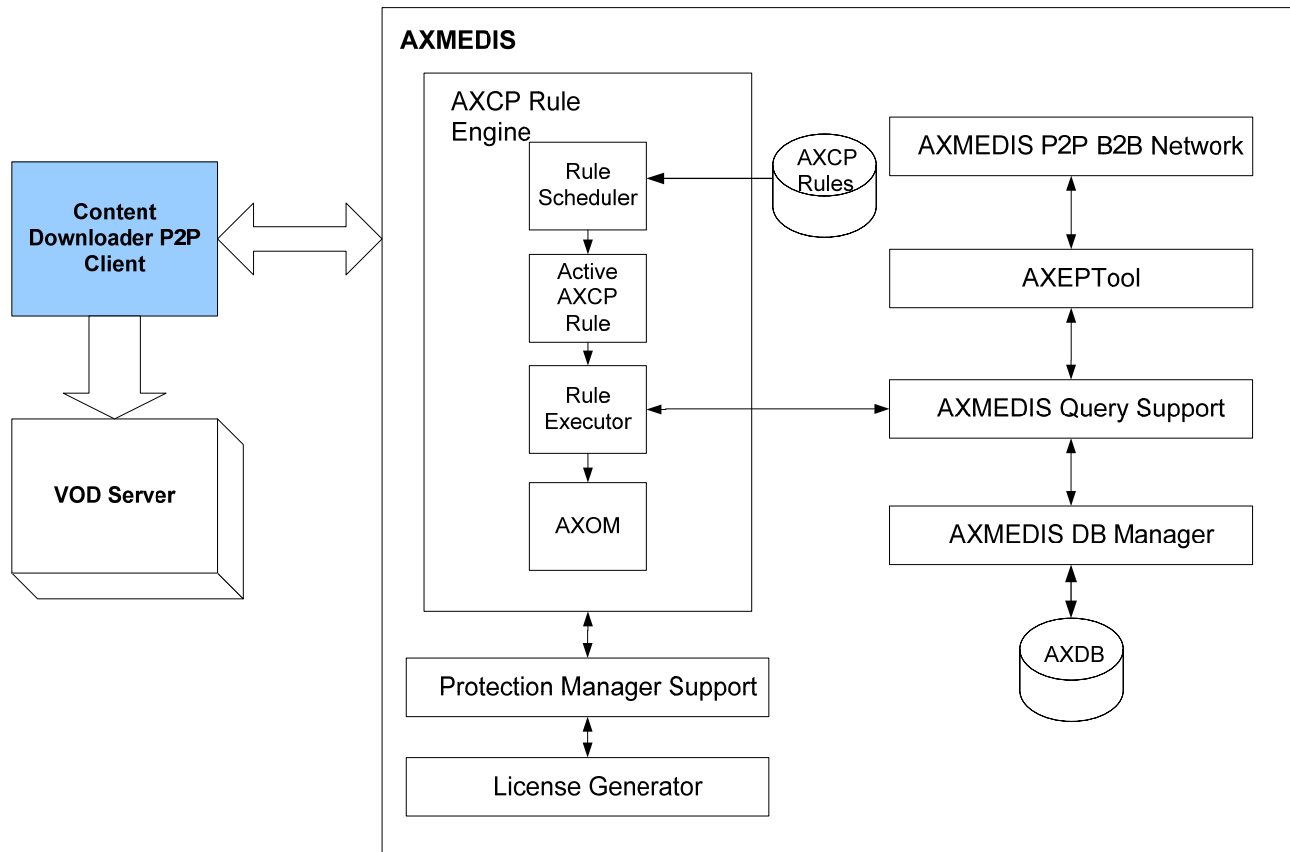 AXMEDIS
AXCP Rule
Engine
Rule
Scheduler
Active
AXCP
Rule
Rule
Executor
AXOM
AXCP
Rules
AXMEDIS P2P B2B Network
AXEPTool
AXMEDIS Query Support
AXMEDIS DB Manager
AXDB
Protection Manager Support
License Generator
Content
Downloader P2P
Client
VOD Server